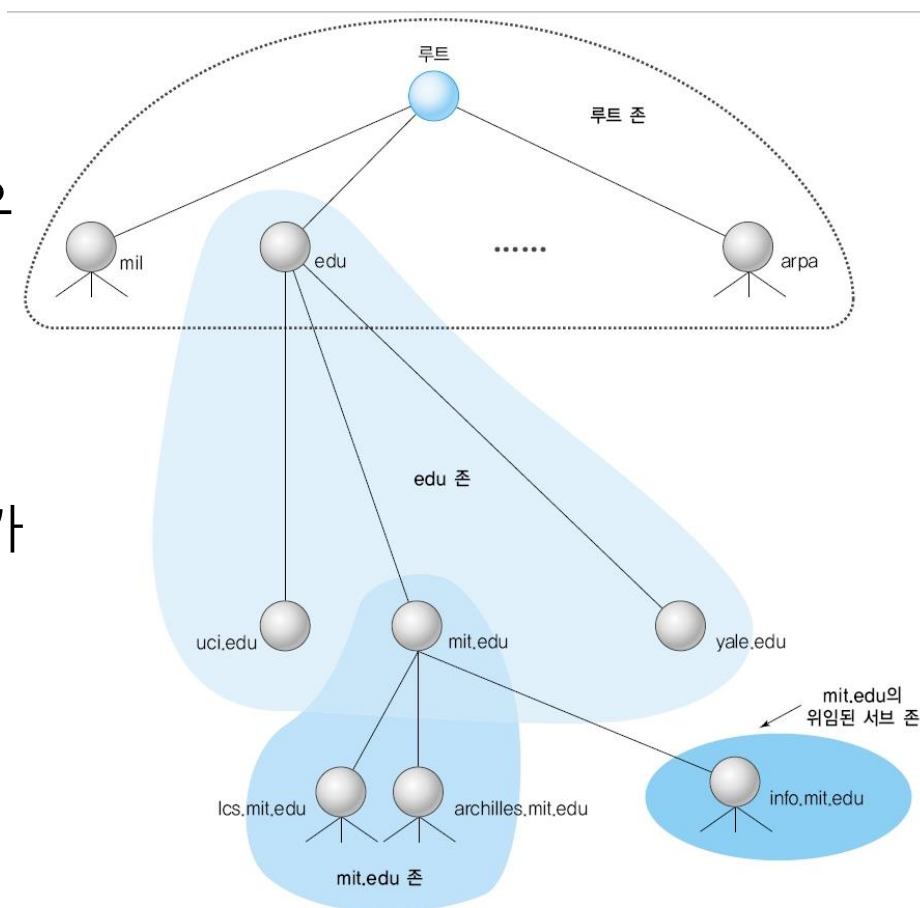 루트
루트 존
mil
edu
......
arpa
가
edu 존
uci.edu
mit.edu
yale.edu
mit.edu의
위임된 서브 존
lcs.mit.edu
archilles.mit.edu
info.mit.edu
mit.edu 존